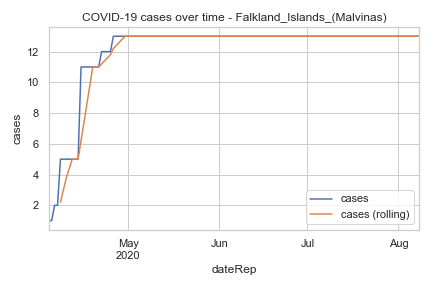 COVID-19 cases over time - Falkland_Islands_(Malvinas)
cases
12
10
8
6
4
2
cases
cases (rolling)
May
2020
Jun
Jul
Aug
dateRep